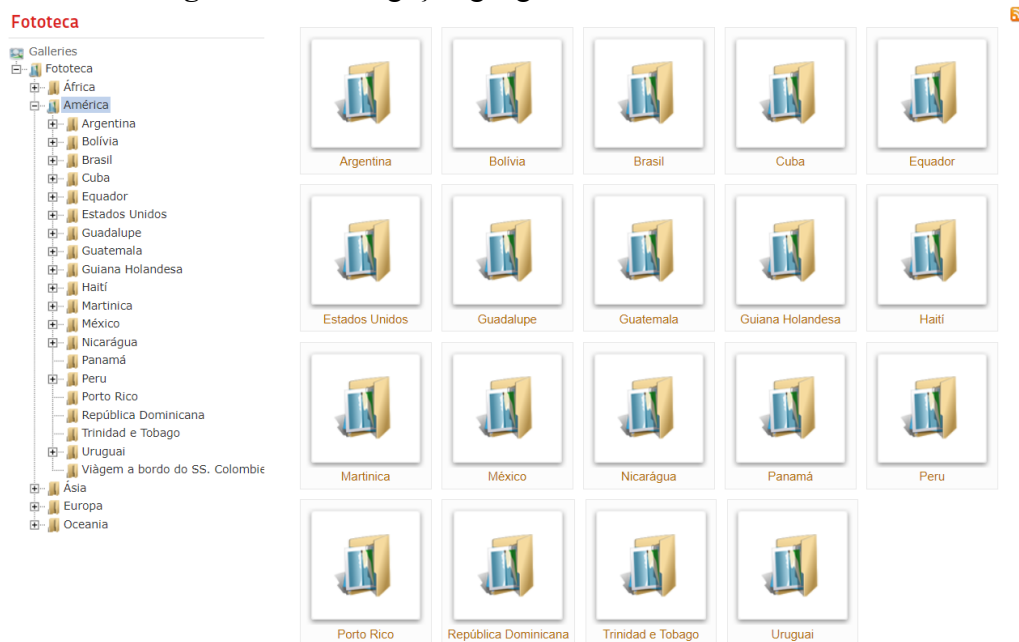 Fototeca
Galleries
Fototeca
África
América
Argentina
Bolívia
Brasil
Cuba
Equador
Estados Unidos
Guadalupe
Guatemala
Guiana Holandesa
Haití
Martinica
México
Nicarágua
Panamá
Peru
Porto Rico
República Dominicana
Trinidad e Tobago
Uruguai
Viàgem a bordo do SS. Colombie
Ásia
Europa
Oceania
Argentina Bolívia Brasil Cuba Equador
Estados Unidos Guadalupe Guatemala Guiana Holandesa Haití
Martinica México Nicarágua Panamá Peru
Porto Rico República Dominicana Trinidad e Tobago Uruguai